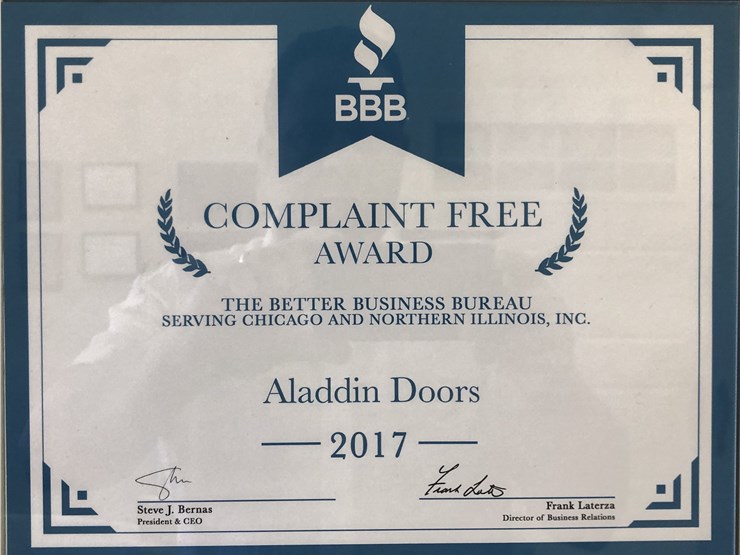 BBB
COMPLAINT FREE
AWARD
THE BETTER BUSINESS BUREAU
SERVING CHICAGO AND NORTHERN ILLINOIS, INC.
Aladdin Doors
2017
Steve J. Bernas
President & CEO
Frank Laterza
Director of Business Relations